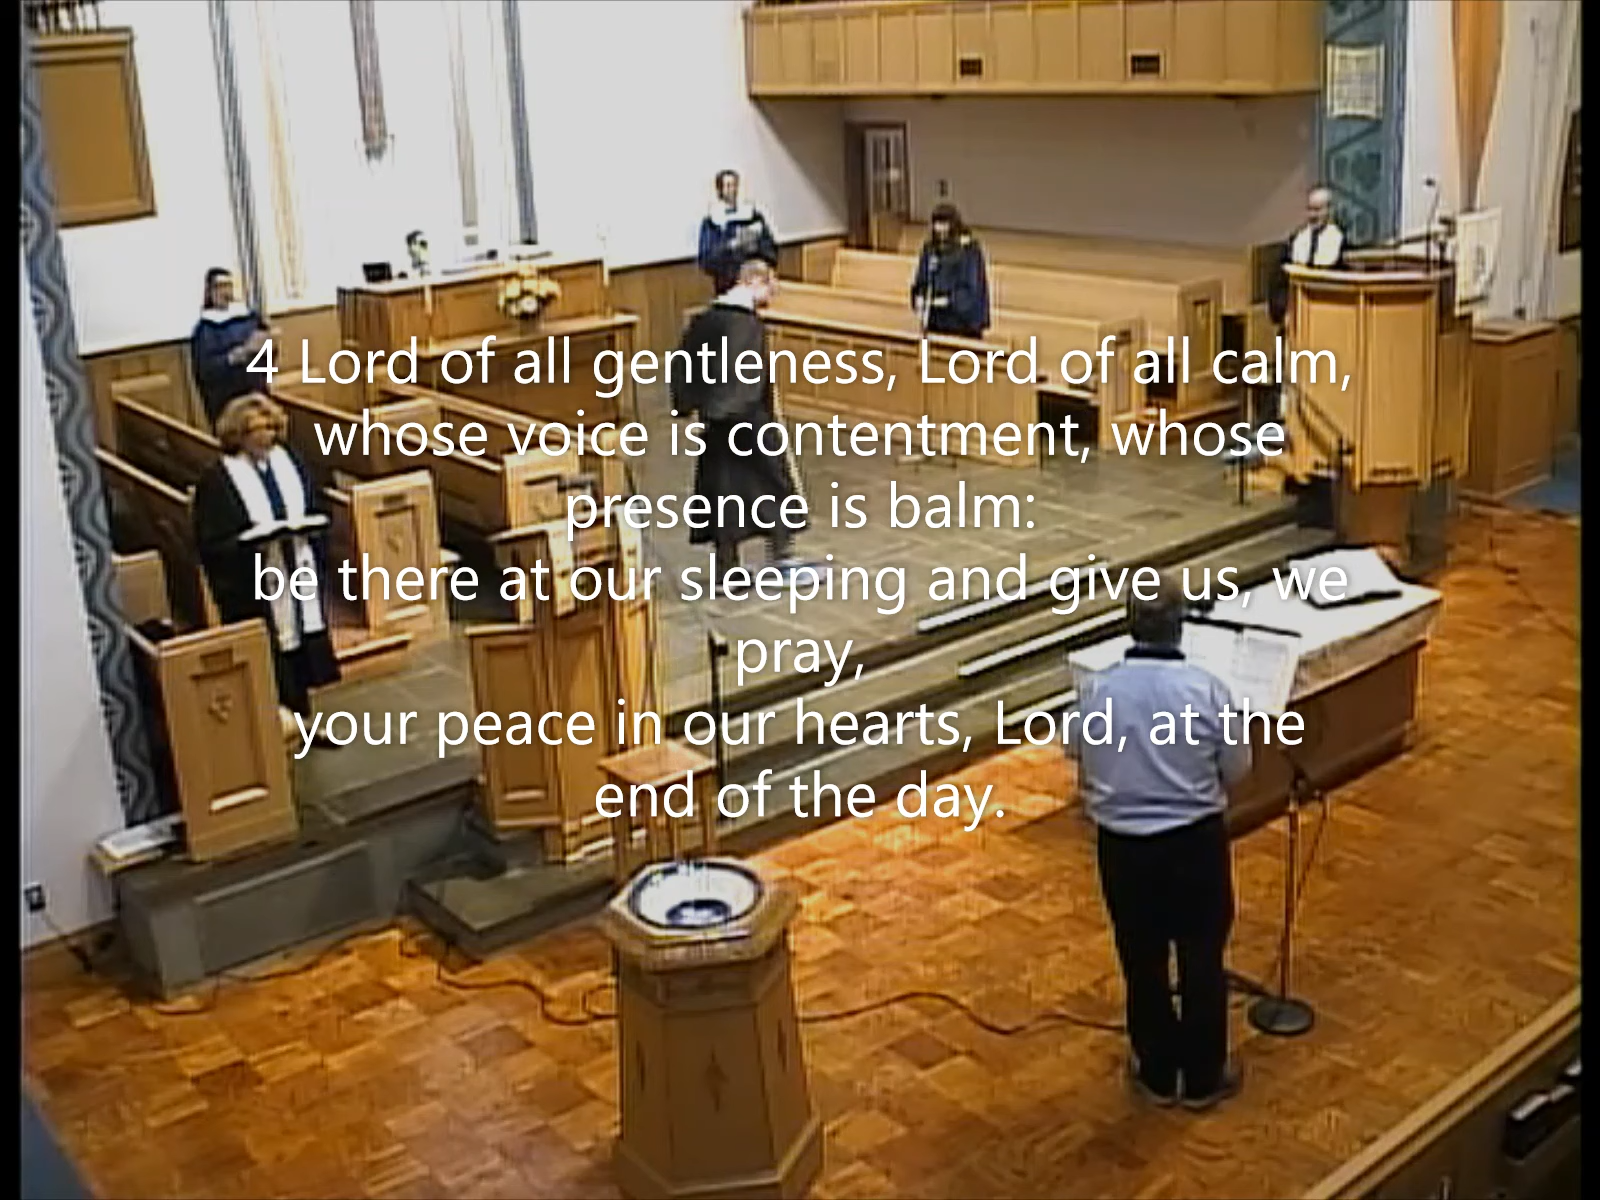 4 Lord of all gentleness, Lord of all calm,
whose voice is contentment, whose
presence is balm:
be there at our sleeping and give us, we
pray,
your peace in our hearts, Lord, at the
end of the day.